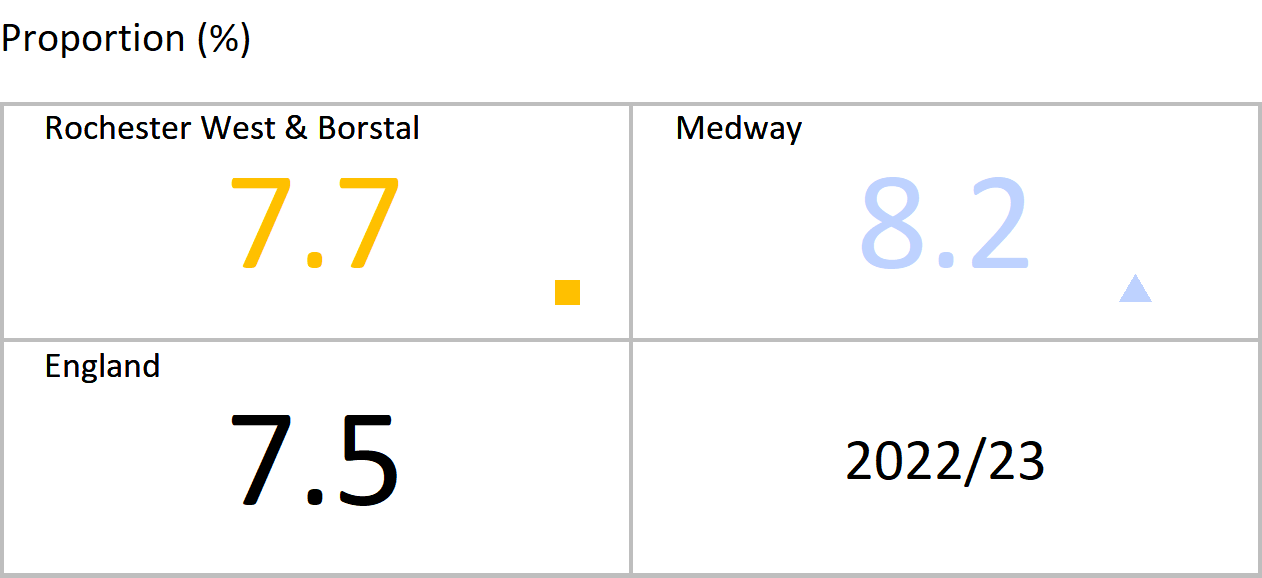 Proportion (%)
Rochester West & Borstal
7.7
Medway
8.2
England
7.5
2022/23